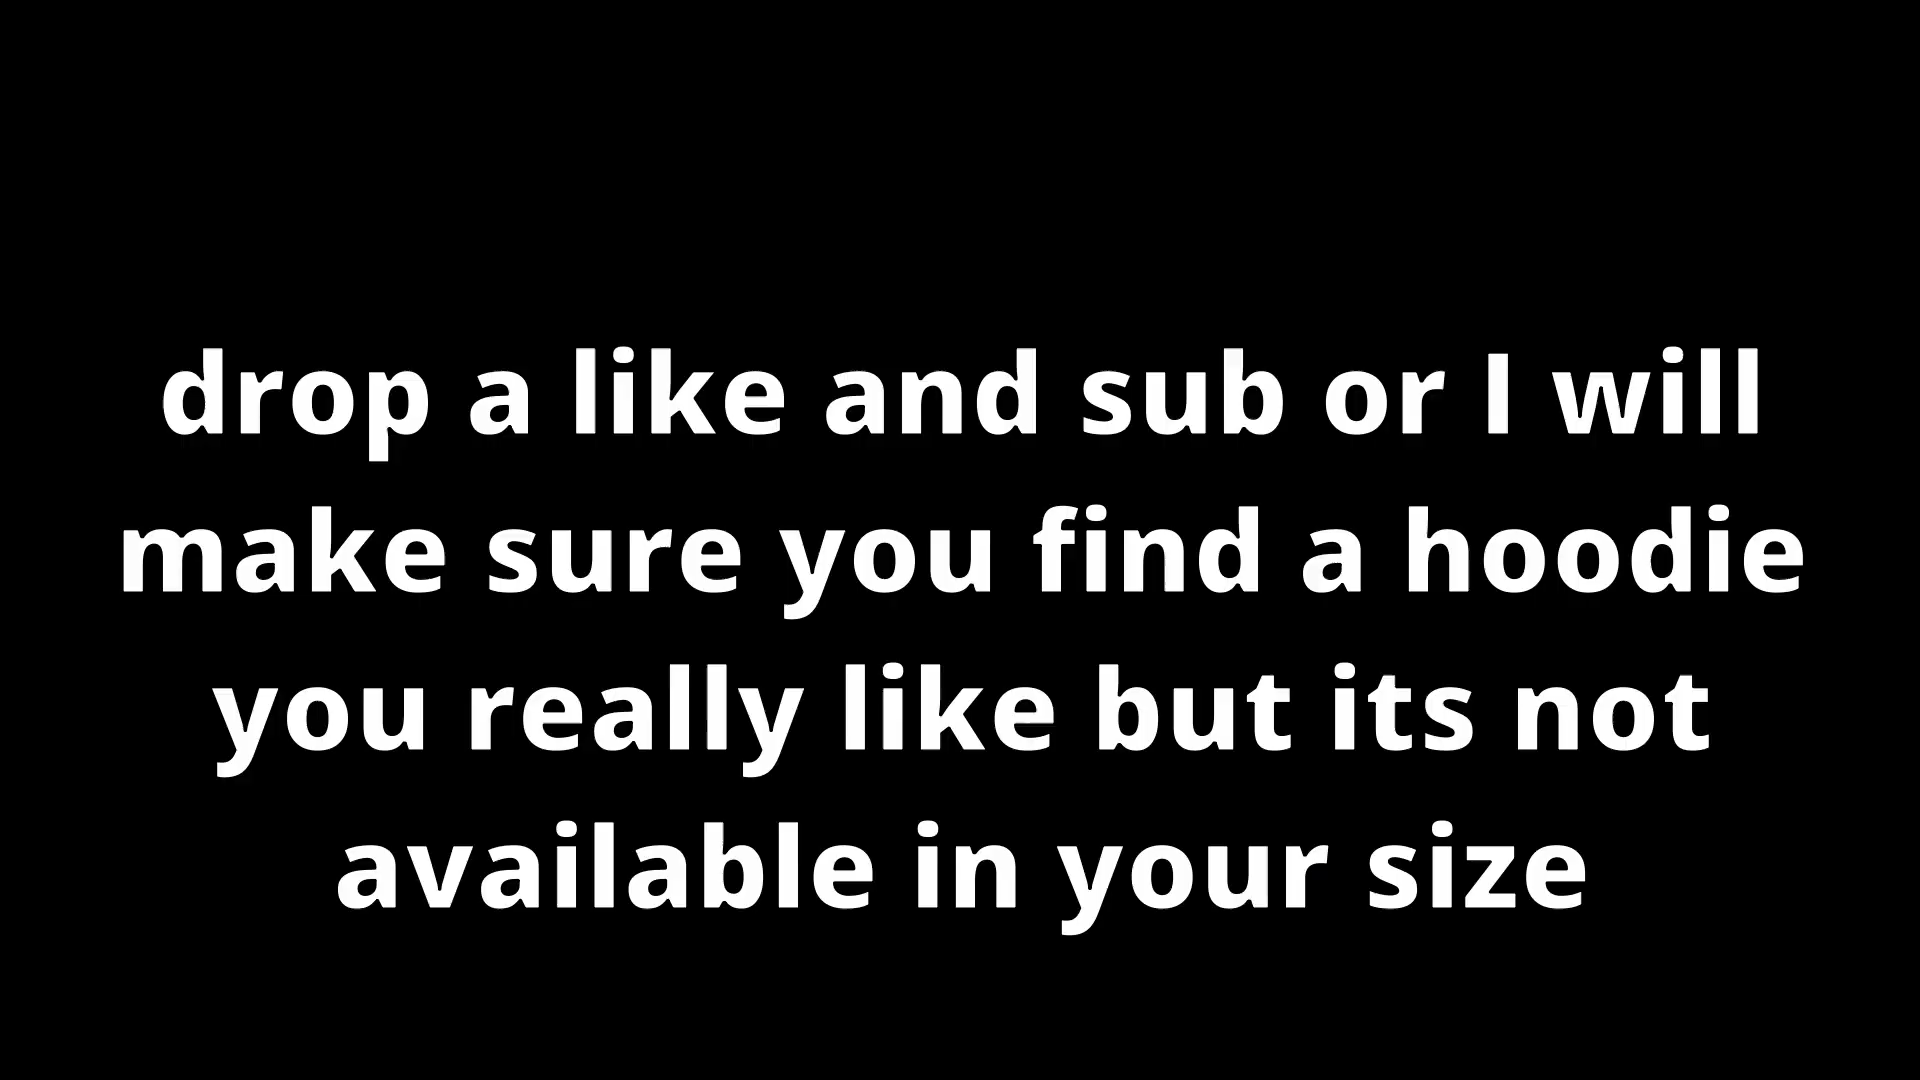 drop a like and sub or I will
make sure you find a hoodie
you really like but its not
available in your size